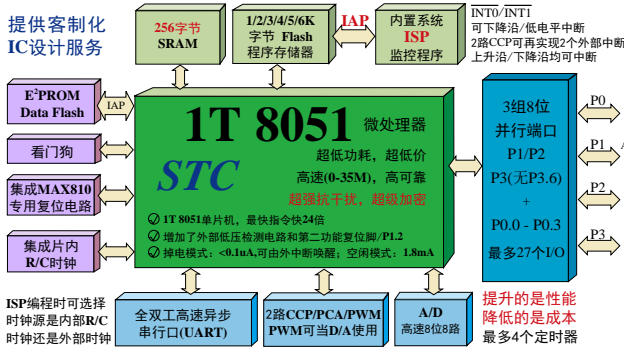 提供客制化
IC设计服务
256字节
SRAM
1/2/3/4/5/6K
字节 Flash
程序存储器
IAP
内置系统
ISP
监控程序
INT0/INT1
可下降沿/低电平中断
2路CCP可再实现2个外部中断
上升沿/下降沿均可中断
E²PROM
Data Flash
IAP
看门狗
集成MAX810
专用复位电路
集成片内
R/C时钟
1T 8051 微处理器
STC
超低功耗，超低价
高速(0-35M)，高可靠
超强抗干扰，超级加密
1T 8051单片机，最快指令快24倍
增加了外部低压检测电路和第二功能复位脚/P1.2
掉电模式：<0.1uA,可由外中断唤醒；空闲模式：1.8mA
3组8位
并行端口
P1/P2
P3(无P3.6)
+
P0.0 - P0.3
最多27个I/O
P0
P1
A
P2
P3
ISP编程时可选择
时钟源是内部R/C
时钟还是外部时钟
全双工高速异步
串行口(UART)
2路CCP/PCA/PWM
PWM可当D/A使用
A/D
高速8位8路
提升的是性能
降低的是成本
最多4个定时器